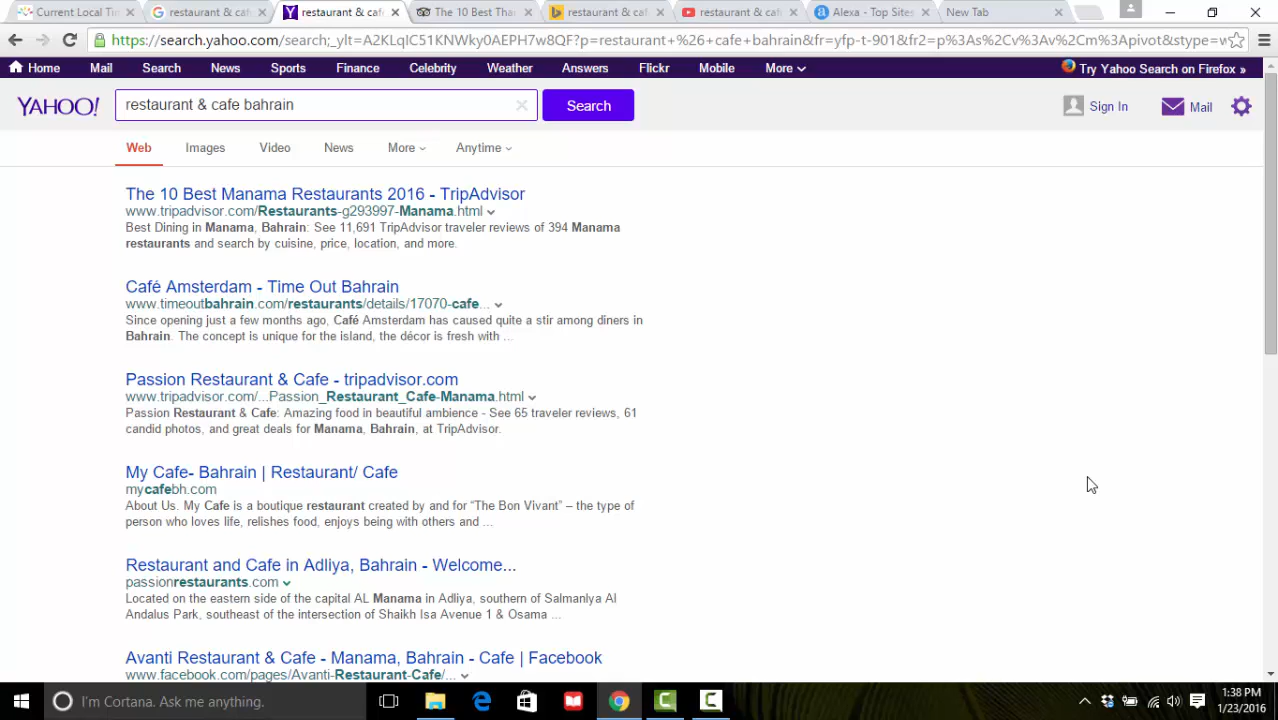 Current Local Tim
restaurant & caf
restaurant & cafe
The 10 Best Than
restaurant & caf
restaurant & cafe
Alexa - Top Sites
New Tab
https://search.yahoo.com/search;_ylt=A2KLqIC51KNWky0AEPH7w8QF?p=restaurant+%26+cafe+bahrain&fr=yfp-t-901&fr2=p%3As%2Cv%3Av%2Cm%3Apivot&stype=w
Home Mail Search News Sports Finance Celebrity Weather Answers Flickr Mobile More Try Yahoo Search on Firefox »
YAHOO! restaurant & cafe bahrain Search Sign In Mail
Web Images Video News More Anytime
The 10 Best Manama Restaurants 2016 - TripAdvisor
www.tripadvisor.com/Restaurants-g293997-Manama.html
Best Dining in Manama, Bahrain: See 11,691 TripAdvisor traveler reviews of 394 Manama
restaurants and search by cuisine, price, location, and more.
Café Amsterdam - Time Out Bahrain
www.timeoutbahrain.com/restaurants/details/17070-cafe...
Since opening just a few months ago, Café Amsterdam has caused quite a stir among diners in
Bahrain. The concept is unique for the island, the décor is fresh with ...
Passion Restaurant & Cafe - tripadvisor.com
www.tripadvisor.com/...Passion_Restaurant_Cafe-Manama.html
Passion Restaurant & Cafe: Amazing food in beautiful ambience - See 65 traveler reviews, 61
candid photos, and great deals for Manama, Bahrain, at TripAdvisor.
My Cafe- Bahrain | Restaurant/ Cafe
mycafebh.com
About Us. My Cafe is a boutique restaurant created by and for “The Bon Vivant” – the type of
person who loves life, relishes food, enjoys being with others and ...
Restaurant and Cafe in Adliya, Bahrain - Welcome...
passionrestaurants.com
Located on the eastern side of the capital AL Manama in Adliya, southern of Salmanlya Al
Andalus Park, southeast of the intersection of Shaikh Isa Avenue 1 & Osama ...
Avanti Restaurant & Cafe - Manama, Bahrain - Cafe | Facebook
www.facebook.com/pages/Avanti-Restaurant-Cafe/...
I'm Cortana. Ask me anything.
1:38 PM
1/23/2016